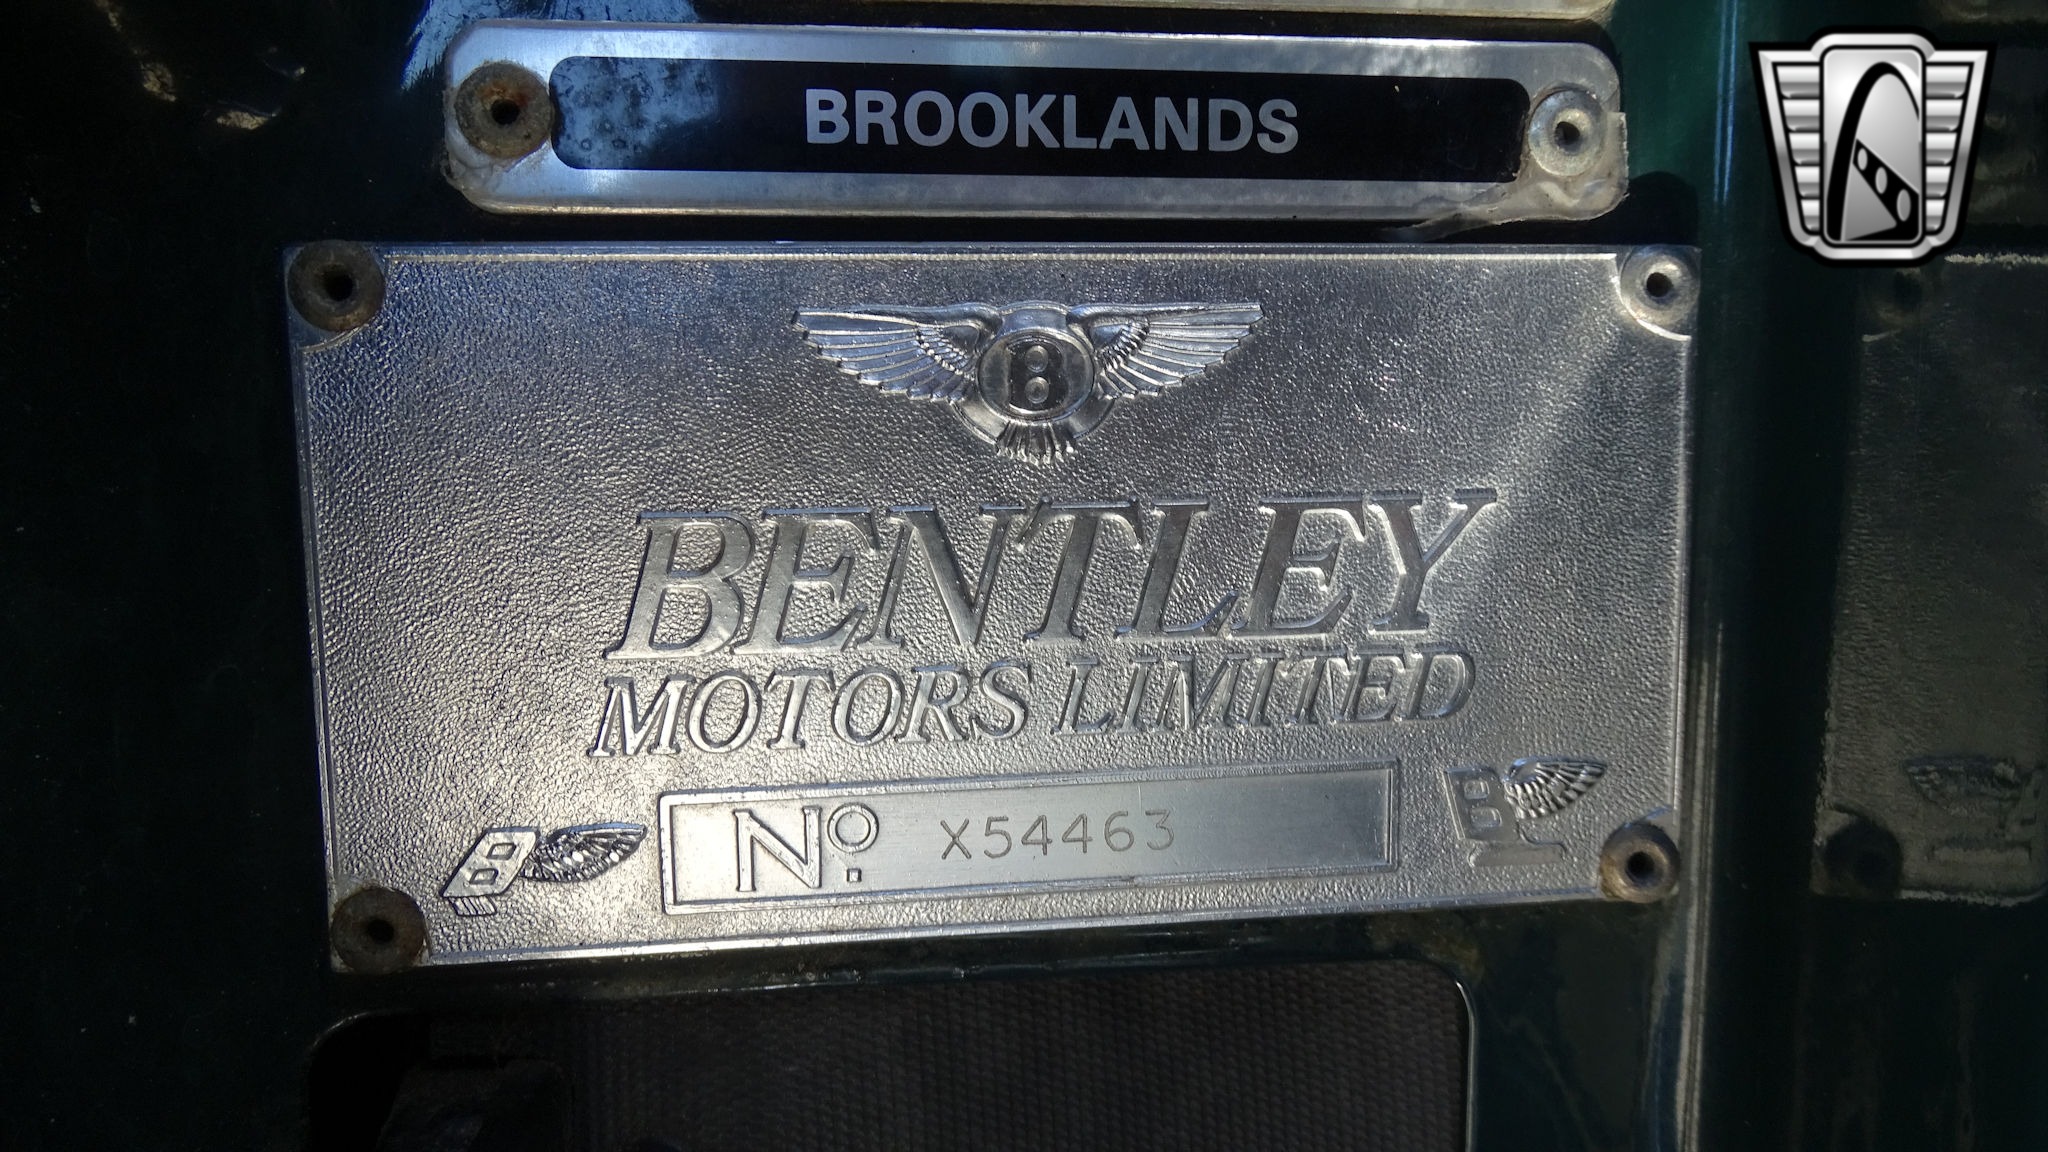 BROOKLANDS
B
BENTLEY
MOTORS LIMITED
B Nº. X54463 B